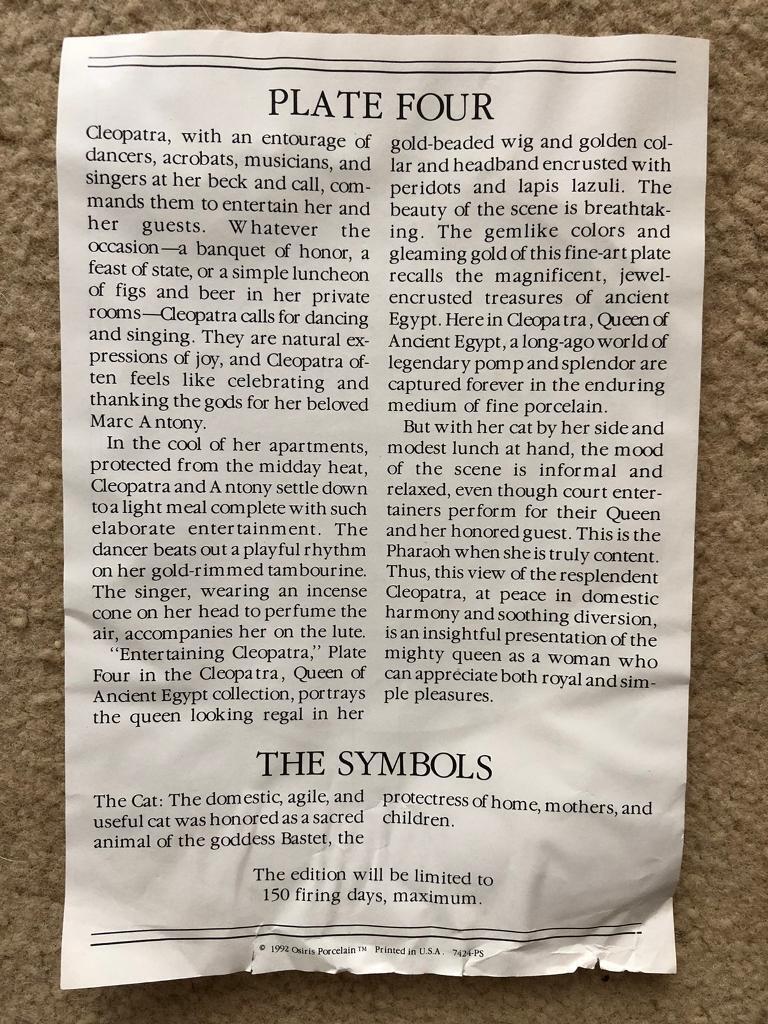 PLATE FOUR
Cleopatra, with an entourage of
dancers, acrobats, musicians, and
singers at her beck and call, com-
mands them to entertain her and
her guests. Whatever the
occasion—a banquet of honor, a
feast of state, or a simple luncheon
of figs and beer in her private
rooms—Cleopatra calls for dancing
and singing. They are natural ex-
pressions of joy, and Cleopatra of-
ten feels like celebrating and
thanking the gods for her beloved
Marc Antony.
In the cool of her apartments,
protected from the midday heat,
Cleopatra and Antony settle down
to a light meal complete with such
elaborate entertainment. The
dancer beats out a playful rhythm
on her gold-rimmed tambourine.
The singer, wearing an incense
cone on her head to perfume the
air, accompanies her on the lute.
“Entertaining Cleopatra,” Plate
Four in the Cleopatra, Queen of
Ancient Egypt collection, portrays
the queen looking regal in her
gold-beaded wig and golden col-
lar and headband encrusted with
peridots and lapis lazuli. The
beauty of the scene is breathtak-
ing. The gemlike colors and
gleaming gold of this fine-art plate
recalls the magnificent, jewel-
encrusted treasures of ancient
Egypt. Here in Cleopatra, Queen of
Ancient Egypt, a long-ago world of
legendary pomp and splendor are
captured forever in the enduring
medium of fine porcelain.
But with her cat by her side and
modest lunch at hand, the mood
of the scene is informal and
relaxed, even though court enter-
tainers perform for their Queen
and her honored guest. This is the
Pharaoh when she is truly content.
Thus, this view of the resplendent
Cleopatra, at peace in domestic
harmony and soothing diversion,
is an insightful presentation of the
mighty queen as a woman who
can appreciate both royal and sim-
ple pleasures.
THE SYMBOLS
The Cat: The domestic, agile, and
useful cat was honored as a sacred
animal of the goddess Bastet, the
protectress of home, mothers, and
children.
The edition will be limited to
150 firing days, maximum.
© 1992 Osiris Porcelain™ Printed in U.S.A. 7424-PS